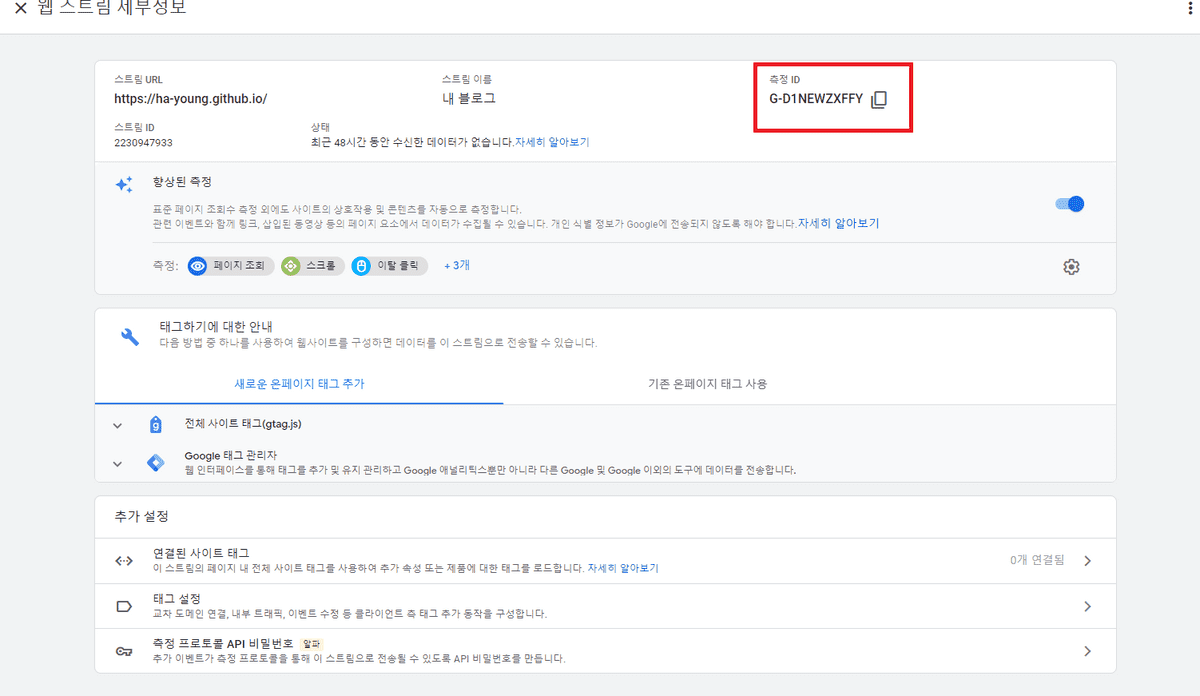 웹 스트림 세부정보
스트림 URL
https://ha-young.github.io/
스트림 이름
내 블로그
측정 ID
G-D1NEWZXFFY
스트림 ID
2230947933
상태
최근 48시간 동안 수신한 데이터가 없습니다.자세히 알아보기
향상된 측정
표준 페이지 조회수 측정 외에도 사이트의 상호작용 및 콘텐츠를 자동으로 측정합니다.
관련 이벤트와 함께 링크, 삽입된 동영상 등의 페이지 요소에서 데이터가 수집될 수 있습니다. 개인 식별 정보가 Google에 전송되지 않도록 해야 합니다.자세히 알아보기
측정: 페이지 조회 스크롤 이탈 클릭 + 3개
태그하기에 대한 안내
다음 방법 중 하나를 사용하여 웹사이트를 구성하면 데이터를 이 스트림으로 전송할 수 있습니다.
새로운 온페이지 태그 추가
기존 온페이지 태그 사용
전체 사이트 태그(gtag.js)
Google 태그 관리자
웹 인터페이스를 통해 태그를 추가 및 유지 관리하고 Google 애널리틱스뿐만 아니라 다른 Google 및 Google 이외의 도구에 데이터를 전송합니다.
추가 설정
연결된 사이트 태그
이 스트림의 페이지 내 전체 사이트 태그를 사용하여 추가 속성 또는 제품에 대한 태그를 로드합니다. 자세히 알아보기
0개 연결됨
태그 설정
교차 도메인 연결, 내부 트래픽, 이벤트 수정 등 클라이언트 측 태그 추가 동작을 구성합니다.
측정 프로토콜 API 비밀번호 알파
추가 이벤트가 측정 프로토콜을 통해 이 스트림으로 전송될 수 있도록 API 비밀번호를 만듭니다.